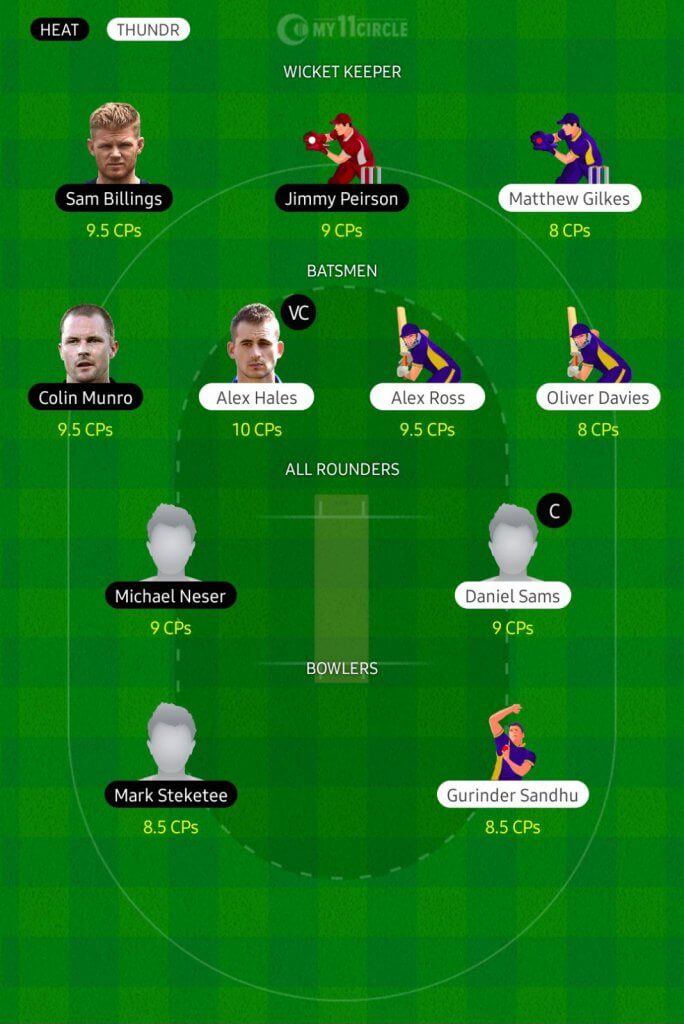 HEAT THUNDR MY11CIRCLE
WICKET KEEPER
Sam Billings Jimmy Peirson Matthew Gilkes
9.5 CPs 9 CPs 8 CPs
BATSMEN
VC
Colin Munro Alex Hales Alex Ross Oliver Davies
9.5 CPs 10 CPs 9.5 CPs 8 CPs
ALL ROUNDERS
C
Michael Neser Daniel Sams
9 CPs 9 CPs
BOWLERS
Mark Steketee Gurinder Sandhu
8.5 CPs 8.5 CPs